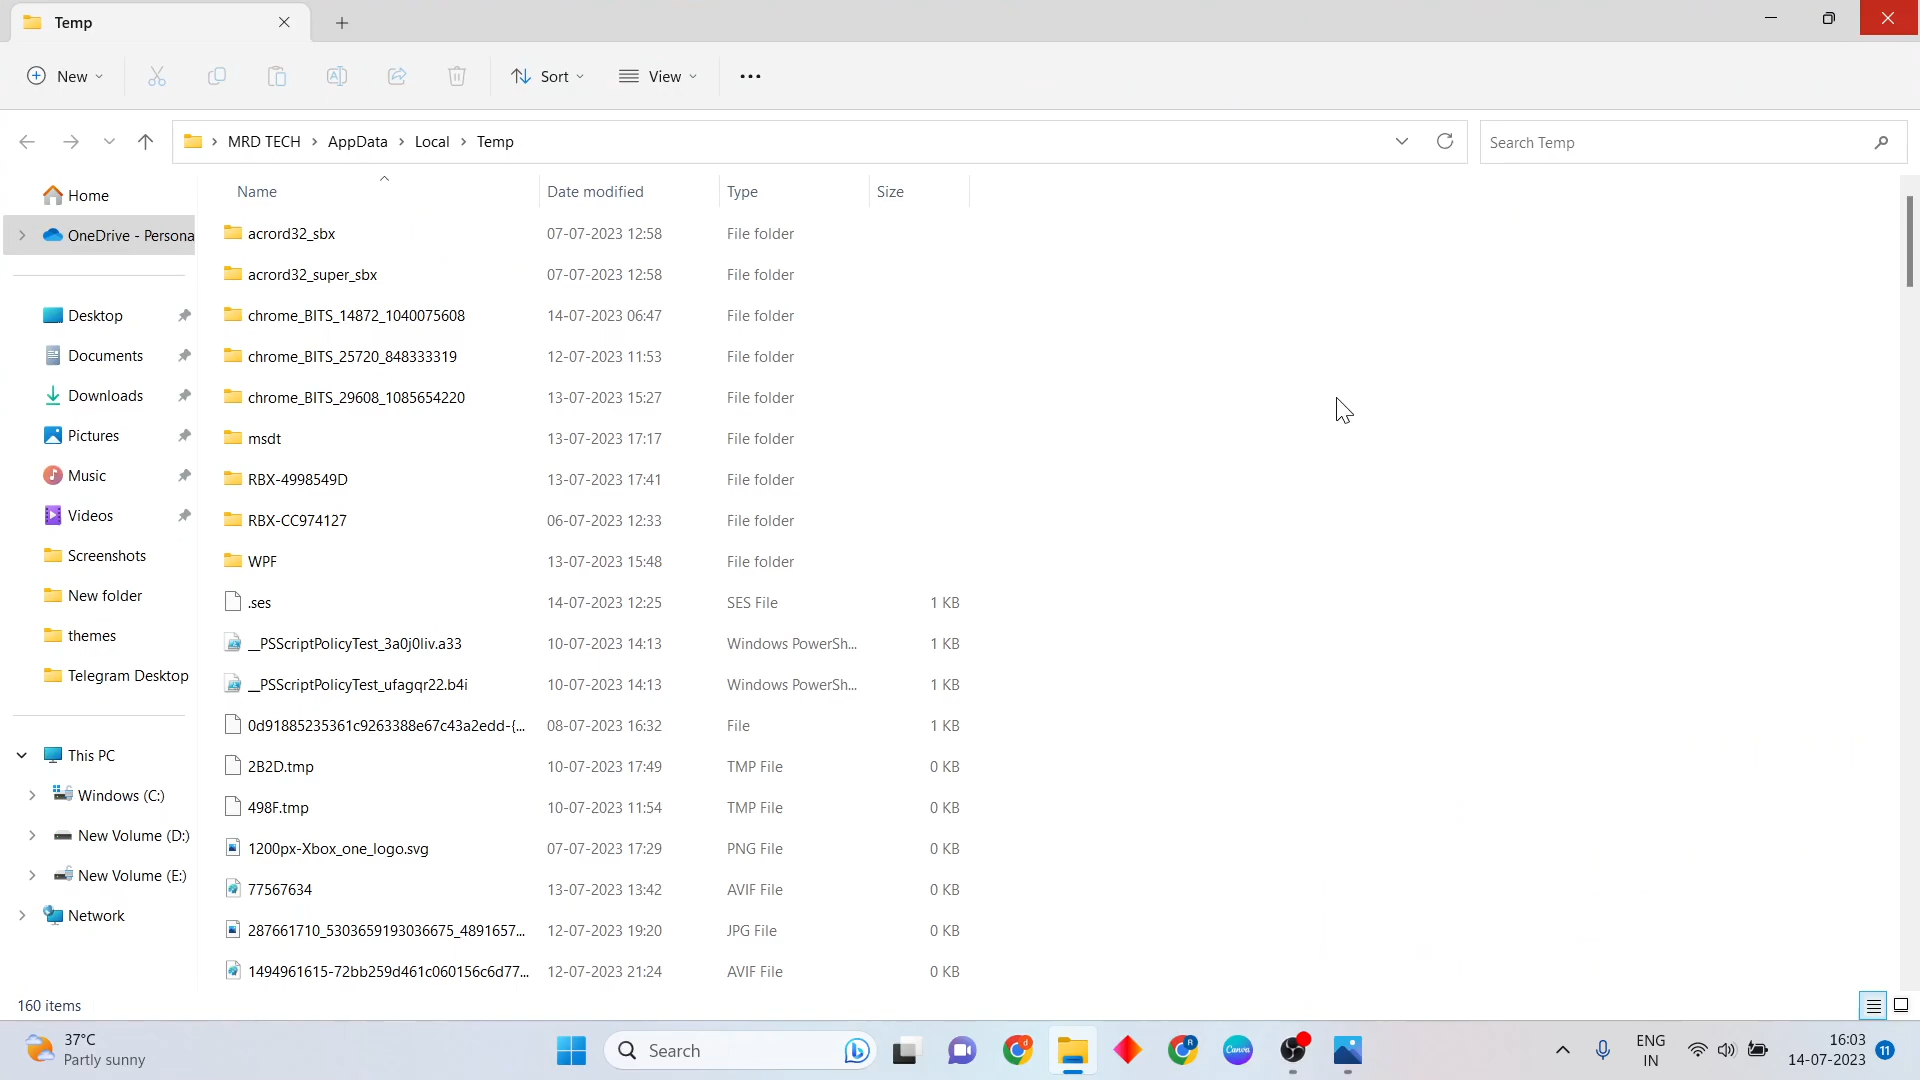 Temp
New
Sort
View
MRD TECH > AppData > Local > Temp
Search Temp
Home
OneDrive - Persona
Desktop
Documents
Downloads
Pictures
Music
Videos
Screenshots
New folder
themes
Telegram Desktop
This PC
Windows (C:)
New Volume (D:)
New Volume (E:)
Network
Name Date modified Type Size
acrord32_sbx 07-07-2023 12:58 File folder
acrord32_super_sbx 07-07-2023 12:58 File folder
chrome_BITS_14872_1040075608 14-07-2023 06:47 File folder
chrome_BITS_25720_848333319 12-07-2023 11:53 File folder
chrome_BITS_29608_1085654220 13-07-2023 15:27 File folder
msdt 13-07-2023 17:17 File folder
RBX-4998549D 13-07-2023 17:41 File folder
RBX-CC974127 06-07-2023 12:33 File folder
WPF 13-07-2023 15:48 File folder
.ses 14-07-2023 12:25 SES File 1 KB
__PSScriptPolicyTest_3a0j0liv.a33 10-07-2023 14:13 Windows PowerSh... 1 KB
__PSScriptPolicyTest_ufagqr22.b4i 10-07-2023 14:13 Windows PowerSh... 1 KB
0d91885235361c9263388e67c43a2edd-{... 08-07-2023 16:32 File 1 KB
2B2D.tmp 10-07-2023 17:49 TMP File 0 KB
498F.tmp 10-07-2023 11:54 TMP File 0 KB
1200px-Xbox_one_logo.svg 07-07-2023 17:29 PNG File 0 KB
77567634 13-07-2023 13:42 AVIF File 0 KB
287661710_5303659193036675_4891657... 12-07-2023 19:20 JPG File 0 KB
1494961615-72bb259d461c060156c6d77... 12-07-2023 21:24 AVIF File 0 KB
160 items
37°C
Partly sunny
Search
Canva
ENG
IN
16:03
14-07-2023
11